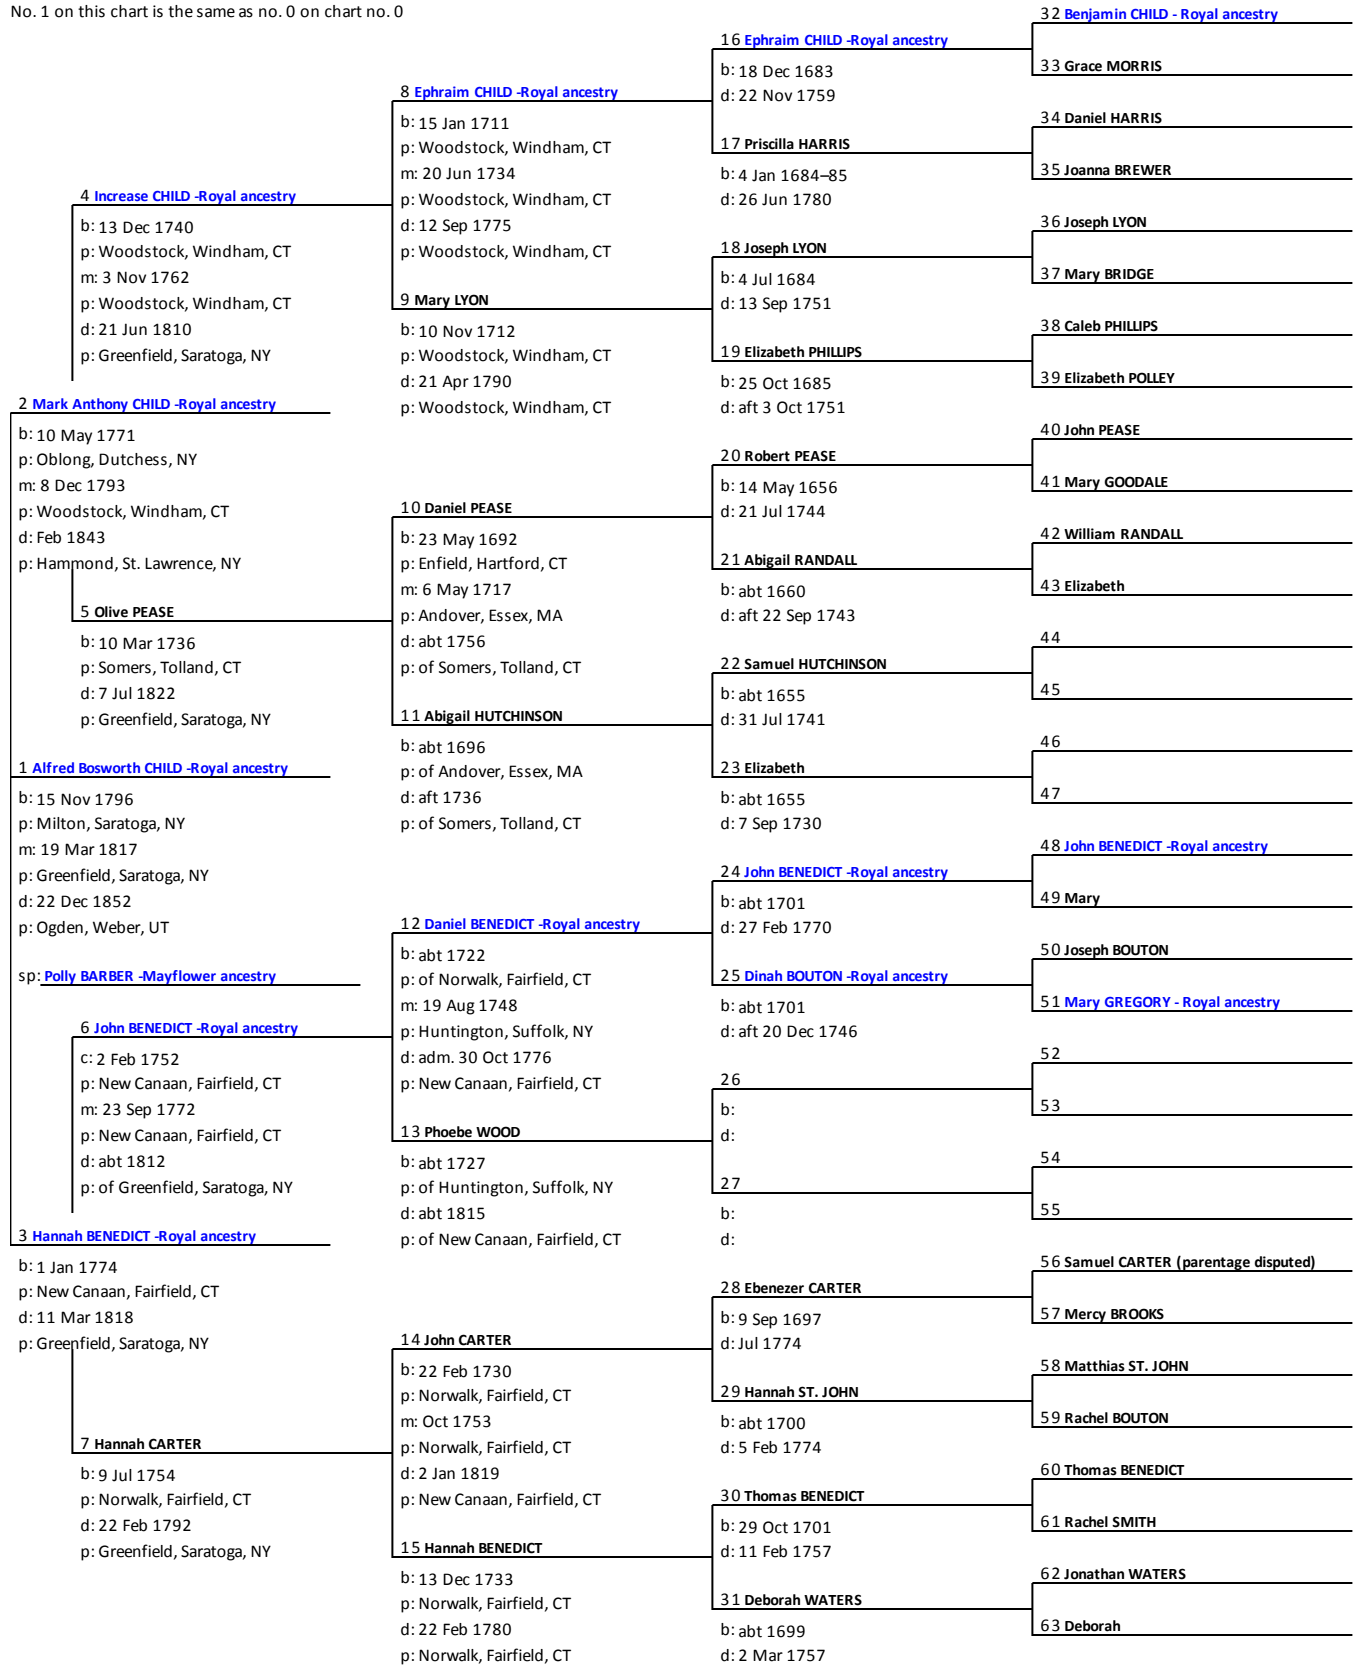 No. 1 on this chart is the same as no. 0 on chart no. 0
4 Increase CHILD -Royal ancestry
b: 13 Dec 1740
p: Woodstock, Windham, CT
m: 3 Nov 1762
p: Woodstock, Windham, CT
d: 21 Jun 1810
p: Greenfield, Saratoga, NY
2 Mark Anthony CHILD -Royal ancestry
b: 10 May 1771
p: Oblong, Dutchess, NY
m: 8 Dec 1793
p: Woodstock, Windham, CT
d: Feb 1843
p: Hammond, St. Lawrence, NY
5 Olive PEASE
b: 10 Mar 1736
p: Somers, Tolland, CT
d: 7 Jul 1822
p: Greenfield, Saratoga, NY
1 Alfred Bosworth CHILD -Royal ancestry
b: 15 Nov 1796
p: Milton, Saratoga, NY
m: 19 Mar 1817
p: Greenfield, Saratoga, NY
d: 22 Dec 1852
p: Ogden, Weber, UT
sp: Polly BARBER -Mayflower ancestry
6 John BENEDICT -Royal ancestry
c: 2 Feb 1752
p: New Canaan, Fairfield, CT
m: 23 Sep 1772
p: New Canaan, Fairfield, CT
d: abt 1812
p: of Greenfield, Saratoga, NY
3 Hannah BENEDICT -Royal ancestry
b: 1 Jan 1774
p: New Canaan, Fairfield, CT
d: 11 Mar 1818
p: Greenfield, Saratoga, NY
7 Hannah CARTER
b: 9 Jul 1754
p: Norwalk, Fairfield, CT
d: 22 Feb 1792
p: Greenfield, Saratoga, NY
8 Ephraim CHILD -Royal ancestry
b: 15 Jan 1711
p: Woodstock, Windham, CT
m: 20 Jun 1734
p: Woodstock, Windham, CT
d: 12 Sep 1775
p: Woodstock, Windham, CT
9 Mary LYON
b: 10 Nov 1712
p: Woodstock, Windham, CT
d: 21 Apr 1790
p: Woodstock, Windham, CT
10 Daniel PEASE
b: 23 May 1692
p: Enfield, Hartford, CT
m: 6 May 1717
p: Andover, Essex, MA
d: abt 1756
p: of Somers, Tolland, CT
11 Abigail HUTCHINSON
b: abt 1696
p: of Andover, Essex, MA
d: aft 1736
p: of Somers, Tolland, CT
12 Daniel BENEDICT -Royal ancestry
b: abt 1722
p: of Norwalk, Fairfield, CT
m: 19 Aug 1748
p: Huntington, Suffolk, NY
d: adm. 30 Oct 1776
p: New Canaan, Fairfield, CT
13 Phoebe WOOD
b: abt 1727
p: of Huntington, Suffolk, NY
d: abt 1815
p: of New Canaan, Fairfield, CT
14 John CARTER
b: 22 Feb 1730
p: Norwalk, Fairfield, CT
m: Oct 1753
p: Norwalk, Fairfield, CT
d: 2 Jan 1819
p: New Canaan, Fairfield, CT
15 Hannah BENEDICT
b: 13 Dec 1733
p: Norwalk, Fairfield, CT
d: 22 Feb 1780
p: Norwalk, Fairfield, CT
16 Ephraim CHILD -Royal ancestry
b: 18 Dec 1683
d: 22 Nov 1759
17 Priscilla HARRIS
b: 4 Jan 1684–85
d: 26 Jun 1780
18 Joseph LYON
b: 4 Jul 1684
d: 13 Sep 1751
19 Elizabeth PHILLIPS
b: 25 Oct 1685
d: aft 3 Oct 1751
20 Robert PEASE
b: 14 May 1656
d: 21 Jul 1744
21 Abigail RANDALL
b: abt 1660
d: aft 22 Sep 1743
22 Samuel HUTCHINSON
b: abt 1655
d: 31 Jul 1741
23 Elizabeth
b: abt 1655
d: 7 Sep 1730
24 John BENEDICT -Royal ancestry
b: abt 1701
d: 27 Feb 1770
25 Dinah BOUTON -Royal ancestry
b: abt 1701
d: aft 20 Dec 1746
26
b:
d:
27
b:
d:
28 Ebenezer CARTER
b: 9 Sep 1697
d: Jul 1774
29 Hannah ST. JOHN
b: abt 1700
d: 5 Feb 1774
30 Thomas BENEDICT
b: 29 Oct 1701
d: 11 Feb 1757
31 Deborah WATERS
b: abt 1699
d: 2 Mar 1757
32 Benjamin CHILD - Royal ancestry
33 Grace MORRIS
34 Daniel HARRIS
35 Joanna BREWER
36 Joseph LYON
37 Mary BRIDGE
38 Caleb PHILLIPS
39 Elizabeth POLLEY
40 John PEASE
41 Mary GOODALE
42 William RANDALL
43 Elizabeth
44
45
46
47
48 John BENEDICT -Royal ancestry
49 Mary
50 Joseph BOUTON
51 Mary GREGORY - Royal ancestry
52
53
54
55
56 Samuel CARTER (parentage disputed)
57 Mercy BROOKS
58 Matthias ST. JOHN
59 Rachel BOUTON
60 Thomas BENEDICT
61 Rachel SMITH
62 Jonathan WATERS
63 Deborah